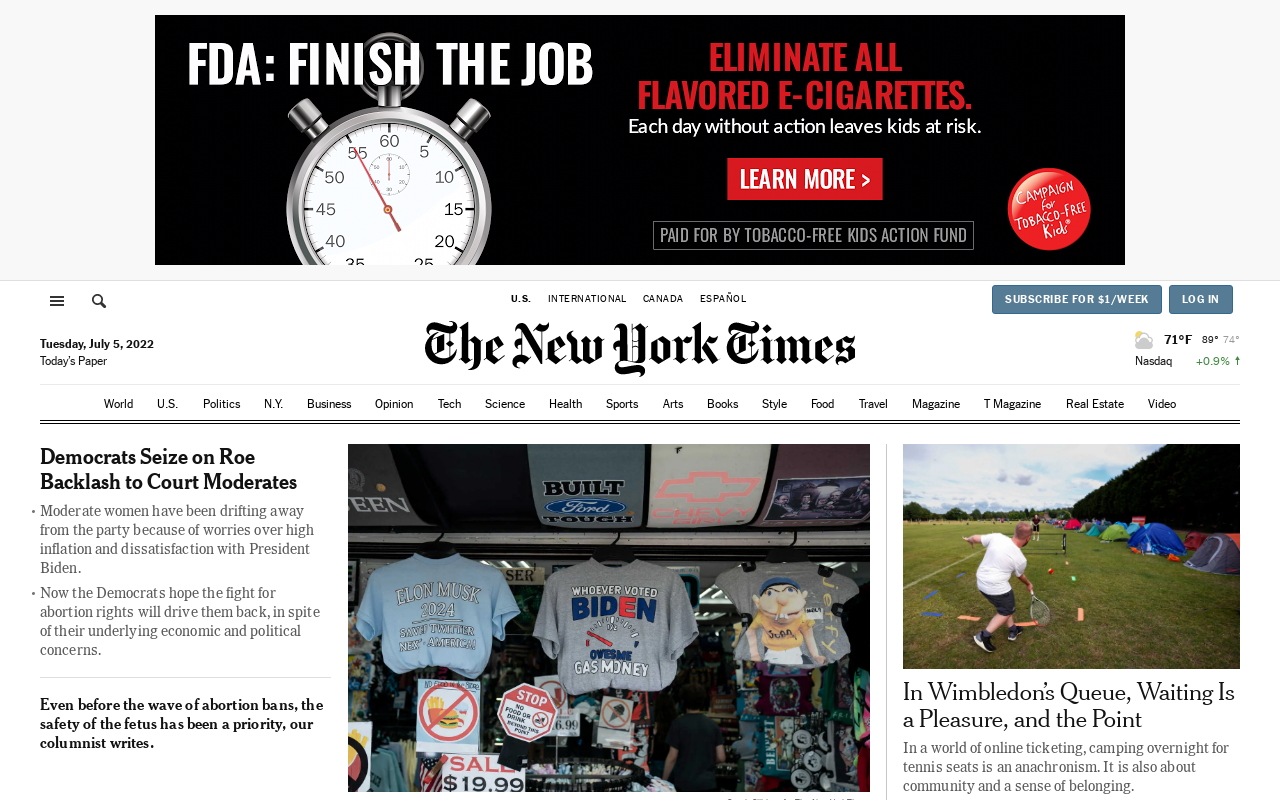 FDA: FINISH THE JOB
60
55
5
50
10
45
15
40
20
35
25
ELIMINATE ALL
FLAVORED E-CIGARETTES.
Each day without action leaves kids at risk.
LEARN MORE >
PAID FOR BY TOBACCO-FREE KIDS ACTION FUND
CAMPAIGN
for
TOBACCO-FREE
Kids®
U.S. INTERNATIONAL CANADA ESPAÑOL
SUBSCRIBE FOR $1/WEEK LOG IN
The New York Times
Tuesday, July 5, 2022
Today's Paper
71°F 89° 74°
Nasdaq +0.9%
World U.S. Politics N.Y. Business Opinion Tech Science Health Sports Arts Books Style Food Travel Magazine T Magazine Real Estate Video
Democrats Seize on Roe
Backlash to Court Moderates
• Moderate women have been drifting away
from the party because of worries over high
inflation and dissatisfaction with President
Biden.
• Now the Democrats hope the fight for
abortion rights will drive them back, in spite
of their underlying economic and political
concerns.
Even before the wave of abortion bans, the
safety of the fetus has been a priority, our
columnist writes.
BUILT
Ford
TOUGH
CHEVY
GIRL
ELON MUSK
2024
SAVE TWITTER
WHOEVER VOTED
BIDEN
OWES ME
GAS MONEY
STOP
NO FOOD OR
DRINK
BEYOND THIS
POINT
SALE
$19.99
In Wimbledon's Queue, Waiting Is
a Pleasure, and the Point
In a world of online ticketing, camping overnight for
tennis seats is an anachronism. It is also about
community and a sense of belonging.